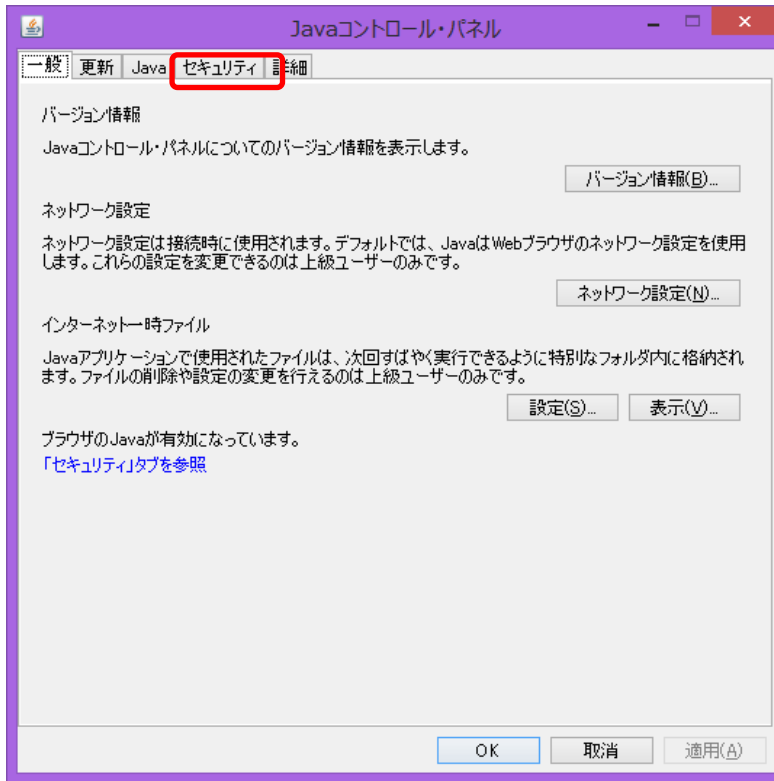 Javaコントロール・パネル
一般 更新 Java セキュリティ 詳細
バージョン情報
Javaコントロール・パネルについてのバージョン情報を表示します。
バージョン情報(B)...
ネットワーク設定
ネットワーク設定は接続時に使用されます。デフォルトでは、JavaはWebブラウザのネットワーク設定を使用
します。これらの設定を変更できるのは上級ユーザーのみです。
ネットワーク設定(N)...
インターネット一時ファイル
Javaアプリケーションで使用されたファイルは、次回すばやく実行できるように特別なフォルダ内に格納され
ます。ファイルの削除や設定の変更を行えるのは上級ユーザーのみです。
設定(S)... 表示(V)...
ブラウザのJavaが有効になっています。
「セキュリティ」タブを参照
OK 取消 適用(A)